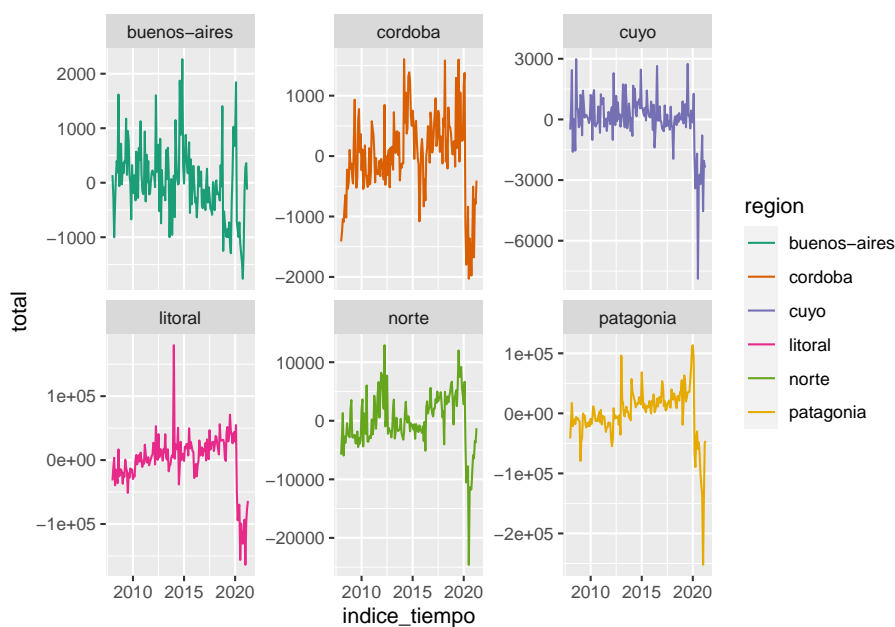 buenos−aires
cordoba
cuyo
2000
1000
0
−1000
1000
0
−1000
−2000
3000
0
−3000
−6000
litoral
norte
patagonia
1e+05
0e+00
−1e+05
10000
0
−10000
−20000
1e+05
0e+00
−1e+05
−2e+05
2010 2015 2020
2010 2015 2020
2010 2015 2020
indice_tiempo
total
region
buenos−aires
cordoba
cuyo
litoral
norte
patagonia